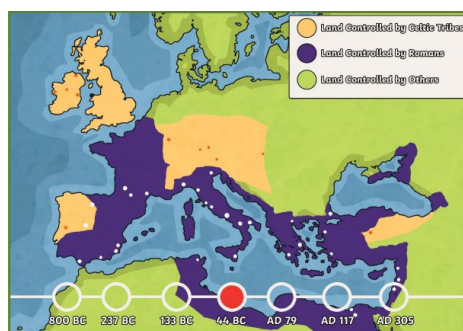 Land Controlled by Celtic Tribes
Land Controlled by Romans
Land Controlled by Others
800 BC
237 BC
133 BC
44 BC
AD 79
AD 117
AD 305